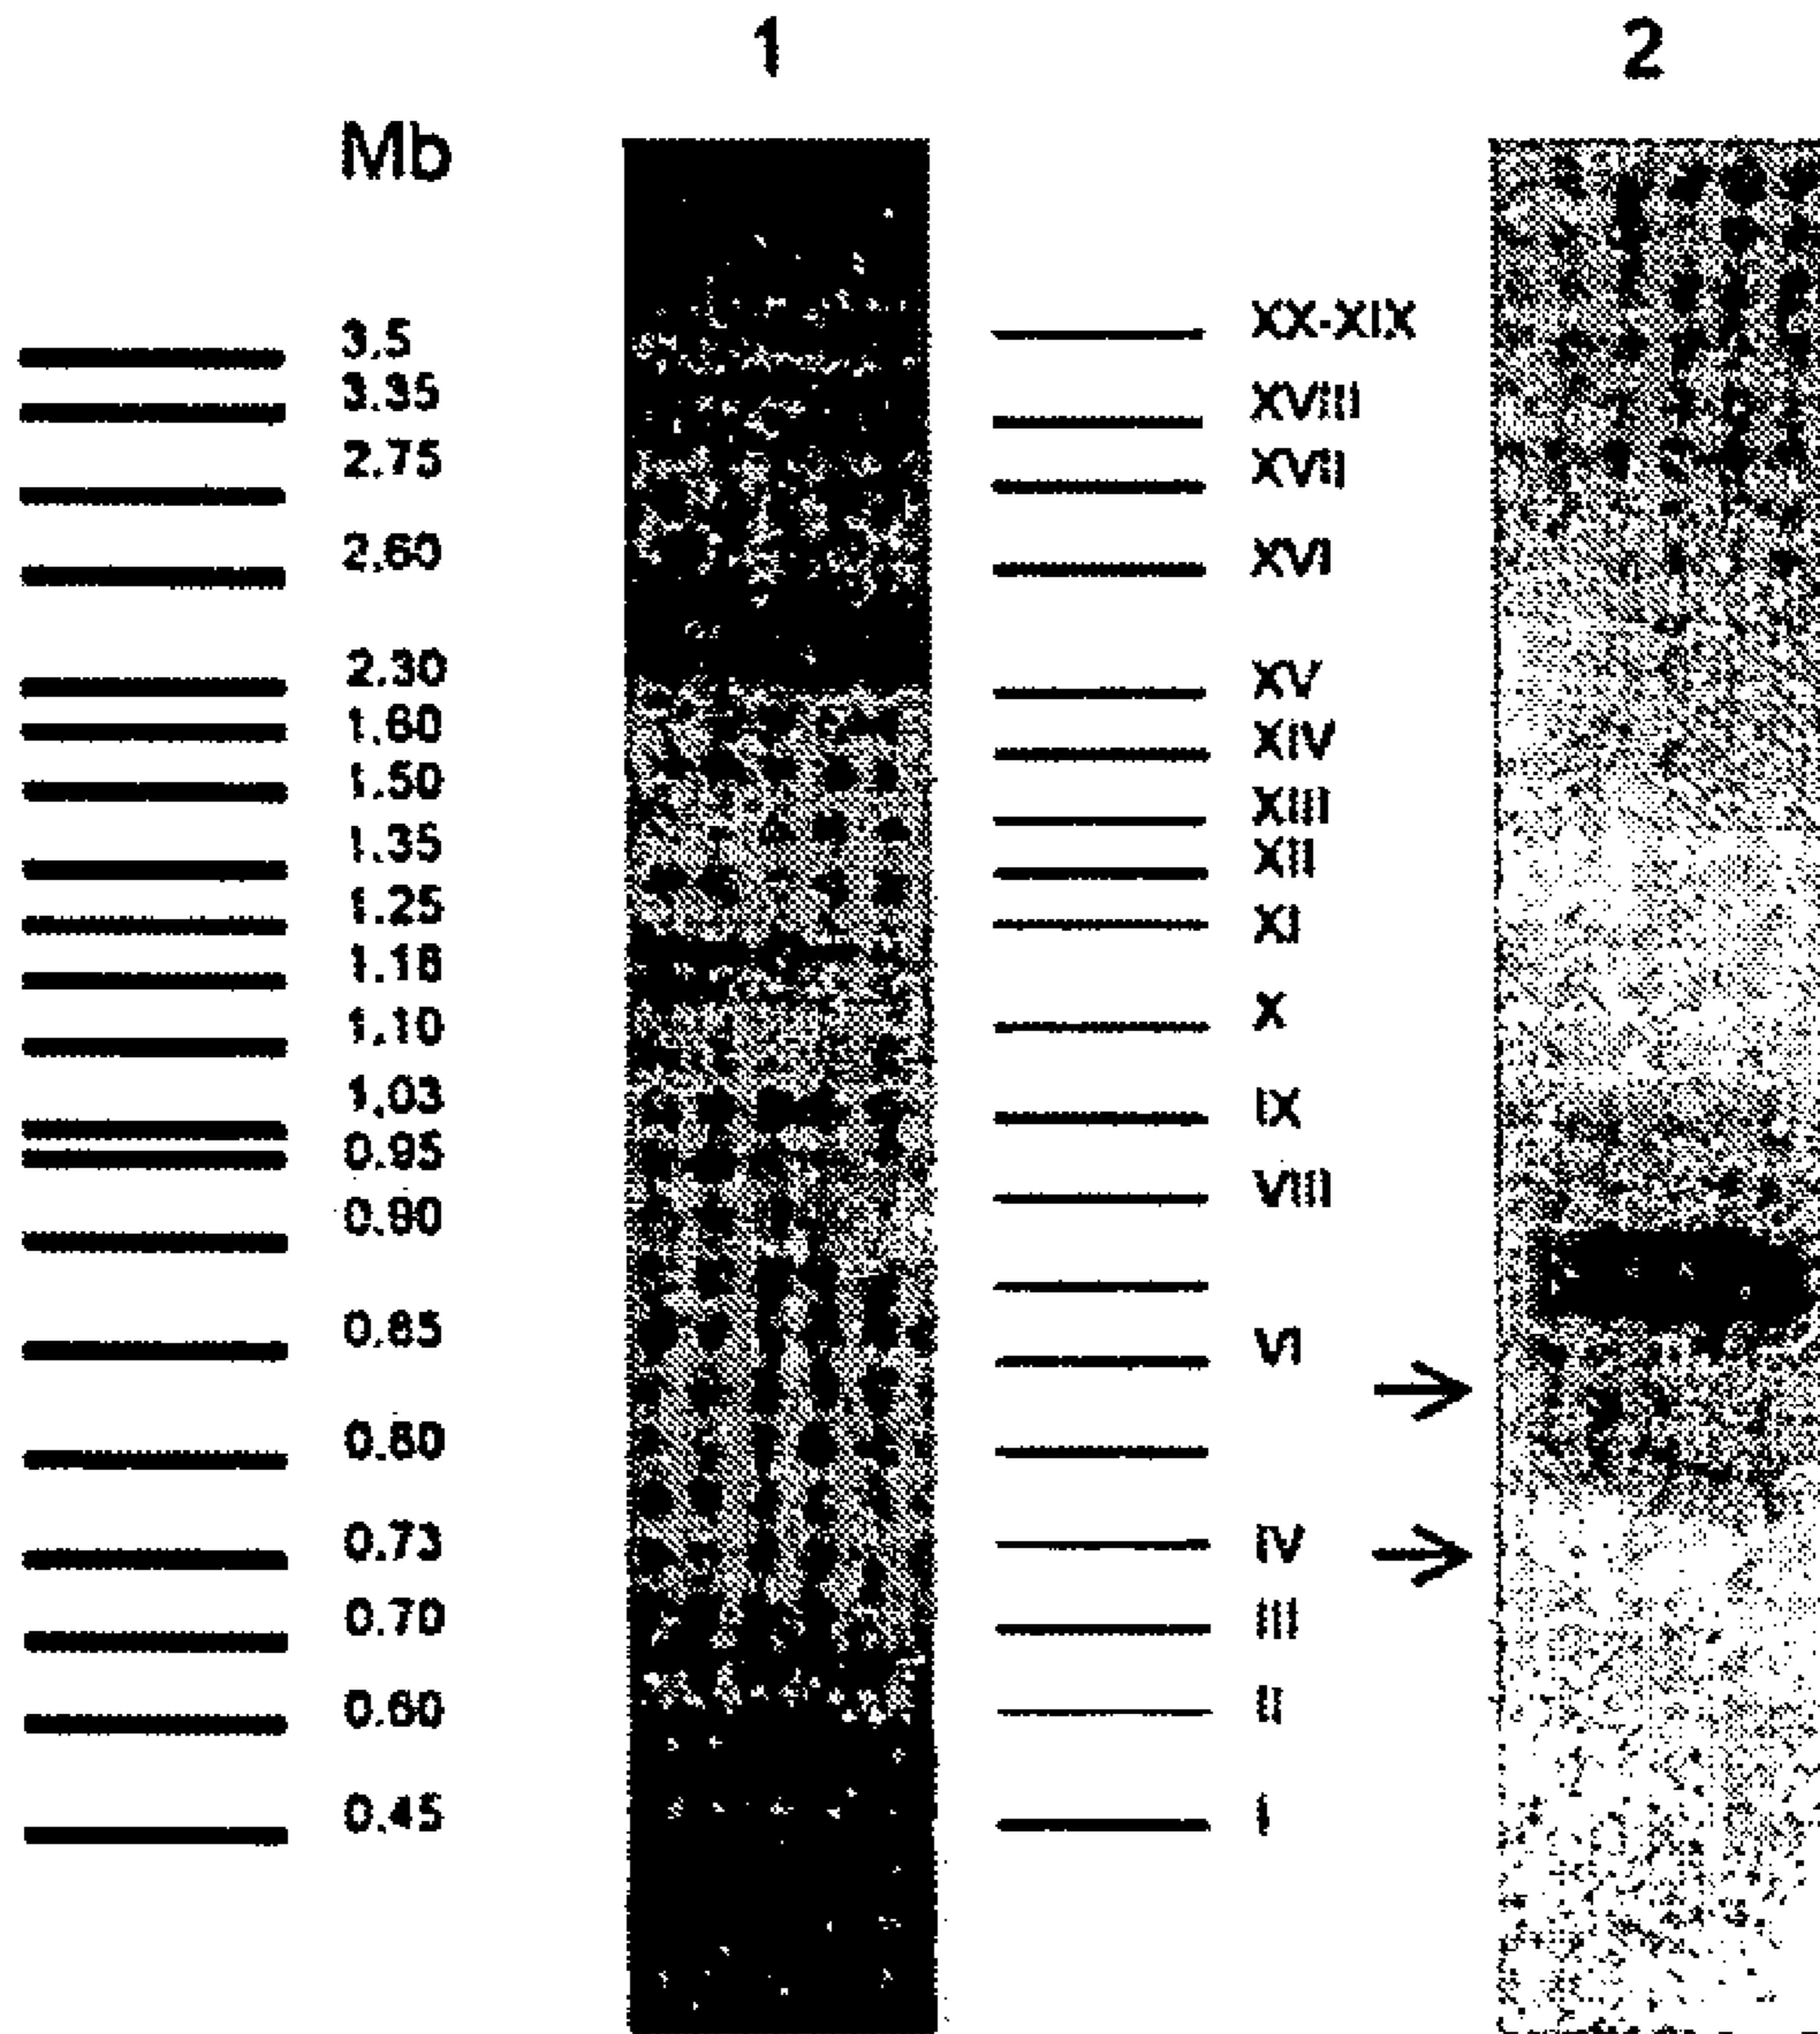 1
2
Mb
3.5
3.35
2.75
2.60
2.30
1.60
1.50
1.35
1.25
1.18
1.10
1.03
0.95
0.90
0.85
0.80
0.73
0.70
0.60
0.45
XX-XIX
XVIII
XVII
XVI
XV
XIV
XIII
XII
XI
X
IX
VIII
VI
IV
III
II
I